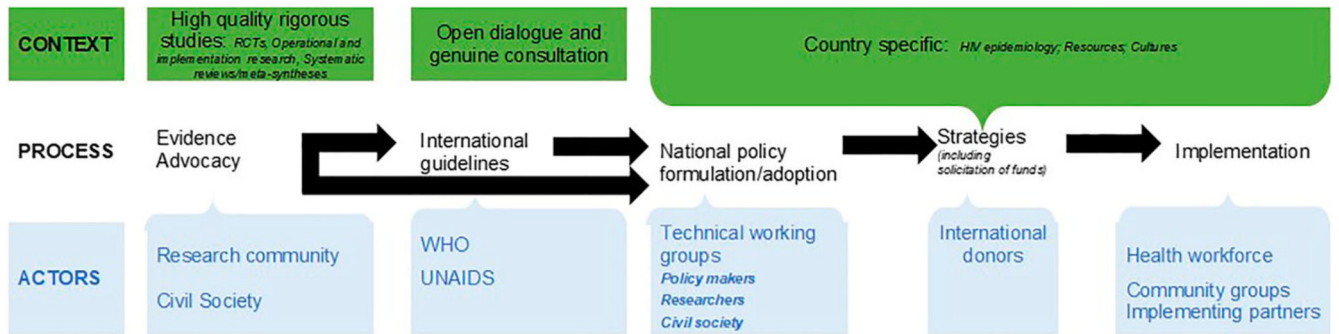 CONTEXT
High quality rigorous
studies: RCTs, Operational and
implementation research, Systematic
reviews/meta-syntheses
Open dialogue and
genuine consultation
Country specific: HIV epidemiology; Resources; Cultures
PROCESS
Evidence
Advocacy
International
guidelines
National policy
formulation/adoption
Strategies
(including
solicitation of funds)
Implementation
ACTORS
Research community
Civil Society
WHO
UNAIDS
Technical working
groups
Policy makers
Researchers
Civil society
International
donors
Health workforce
Community groups
Implementing partners